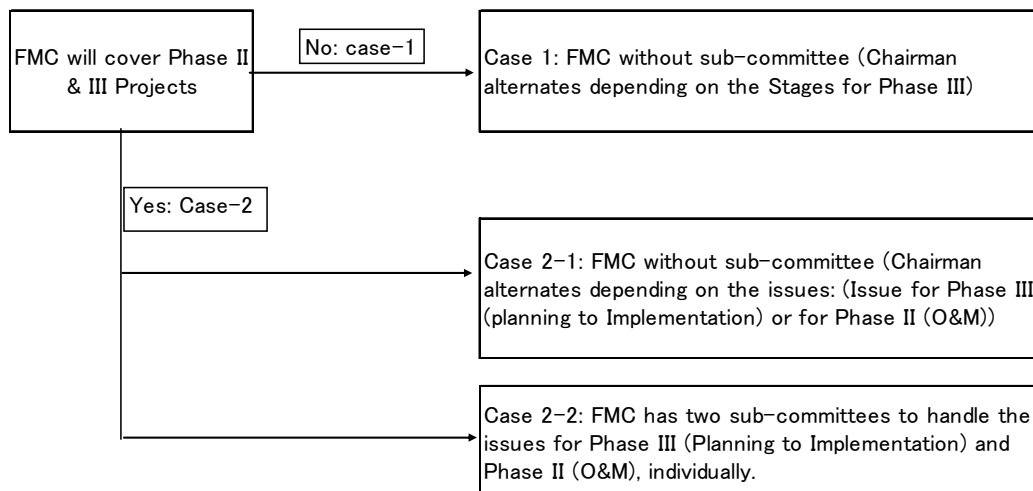 FMC will cover Phase II
& III Projects
No: case-1
Case 1: FMC without sub-committee (Chairman
alternates depending on the Stages for Phase III)
Yes: Case-2
Case 2-1: FMC without sub-committee (Chairman
alternates depending on the issues: (Issue for Phase III
(planning to Implementation) or for Phase II (O&M))
Case 2-2: FMC has two sub-committees to handle the
issues for Phase III (Planning to Implementation) and
Phase II (O&M), individually.